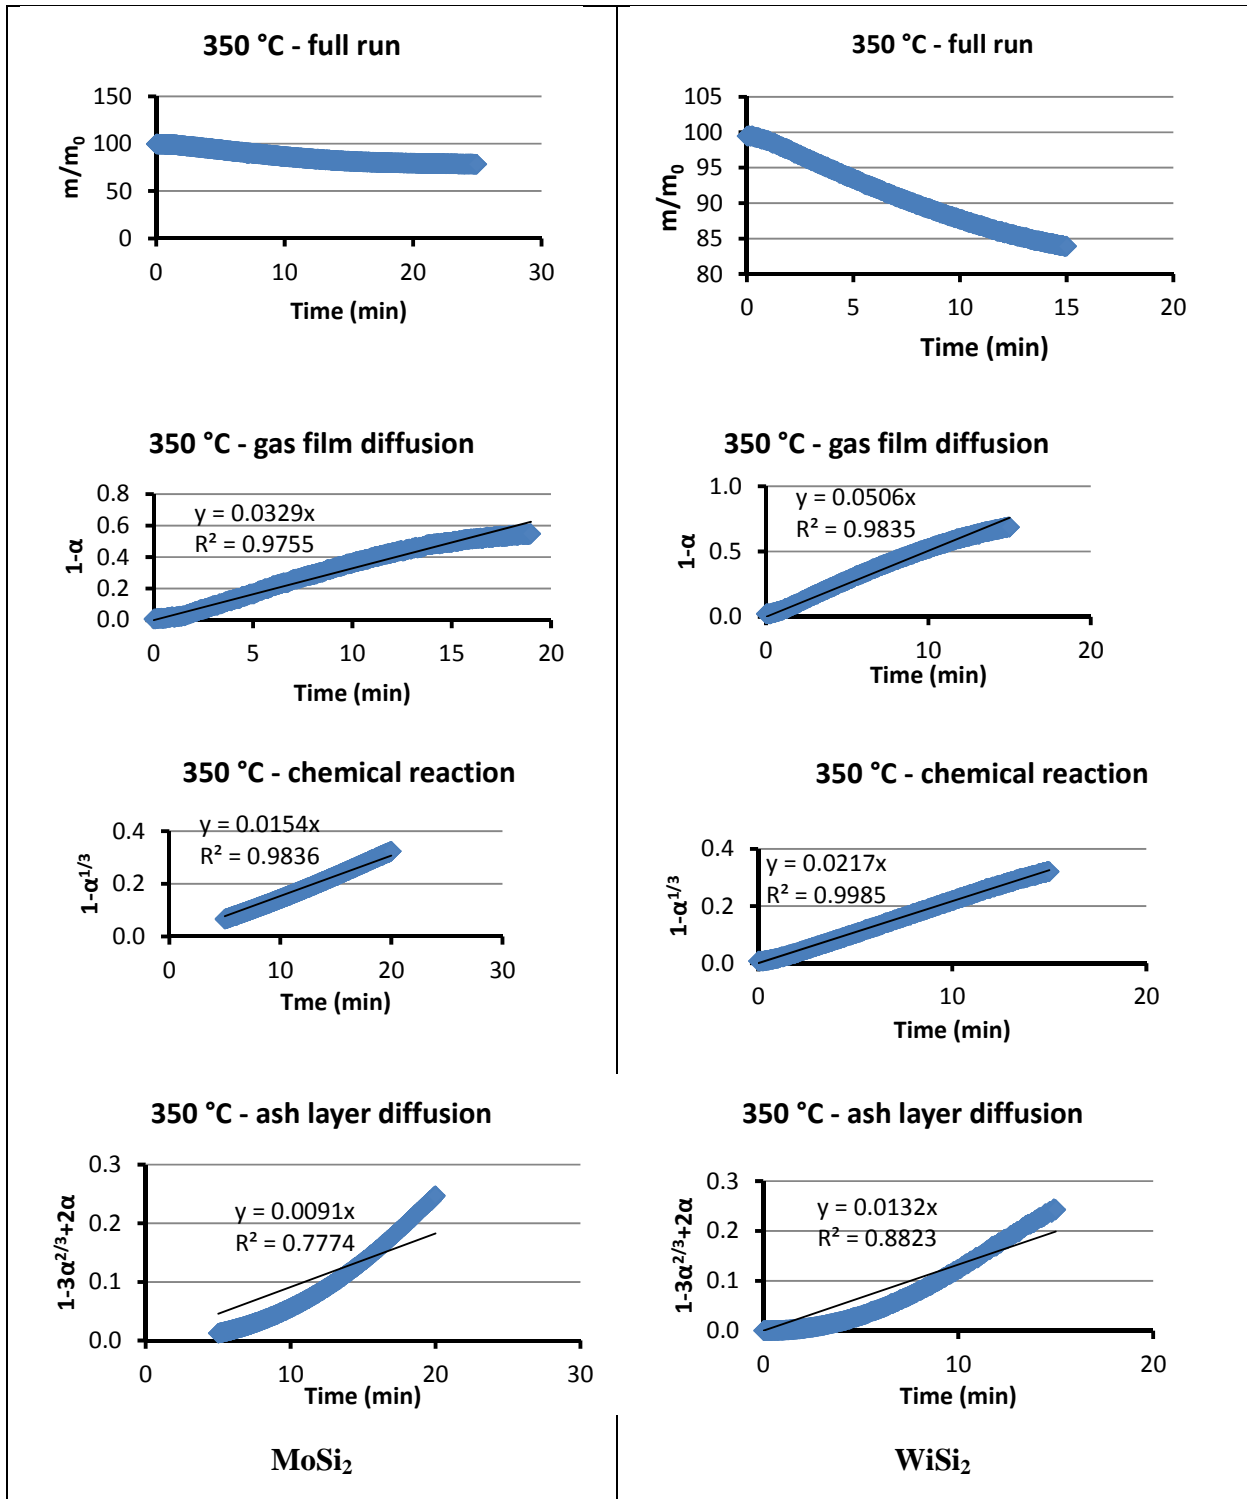 350 °C - full run
m/m₀
150
100
50
0
0 10 20 30
Time (min)
350 °C - gas film diffusion
1-α
0.8
0.6
0.4
0.2
0.0
y = 0.0329x
R² = 0.9755
0 5 10 15 20
Time (min)
350 °C - chemical reaction
1-α¹ᐟ³
0.4
0.2
0.0
y = 0.0154x
R² = 0.9836
0 10 20 30
Tme (min)
350 °C - ash layer diffusion
1-3α²ᐟ³+2α
0.3
0.2
0.1
0.0
y = 0.0091x
R² = 0.7774
0 10 20 30
Time (min)
MoSi₂
350 °C - full run
m/m₀
105
100
95
90
85
80
0 5 10 15 20
Time (min)
350 °C - gas film diffusion
1-α
1.0
0.5
0.0
y = 0.0506x
R² = 0.9835
0 10 20
Time (min)
350 °C - chemical reaction
1-α¹ᐟ³
0.4
0.2
0.0
y = 0.0217x
R² = 0.9985
0 10 20
Time (min)
350 °C - ash layer diffusion
1-3α²ᐟ³+2α
0.3
0.2
0.1
0.0
y = 0.0132x
R² = 0.8823
0 10 20
Time (min)
WiSi₂